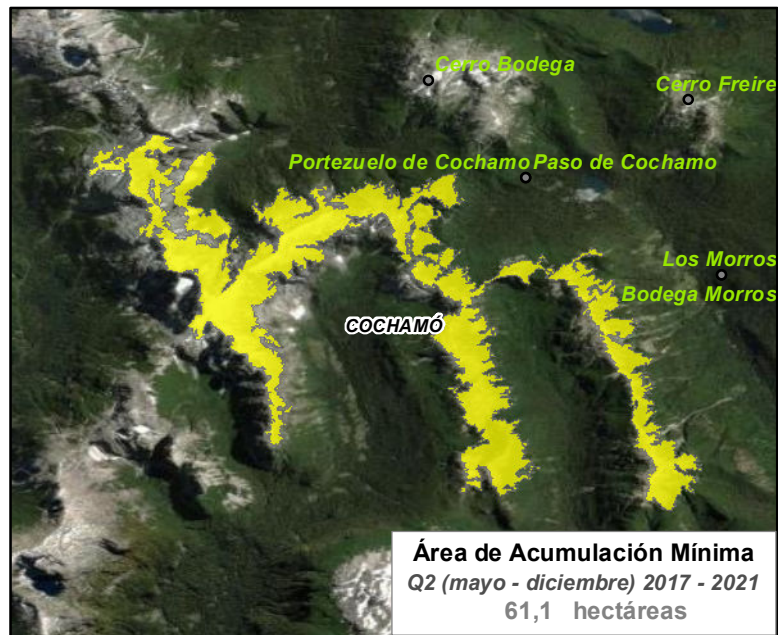 Cerro Bodega
Cerro Freire
Portezuelo de Cochamo Paso de Cochamo
Los Morros
Bodega Morros
COCHAMÓ
Área de Acumulación Mínima
Q2 (mayo - diciembre) 2017 - 2021
61,1 hectáreas